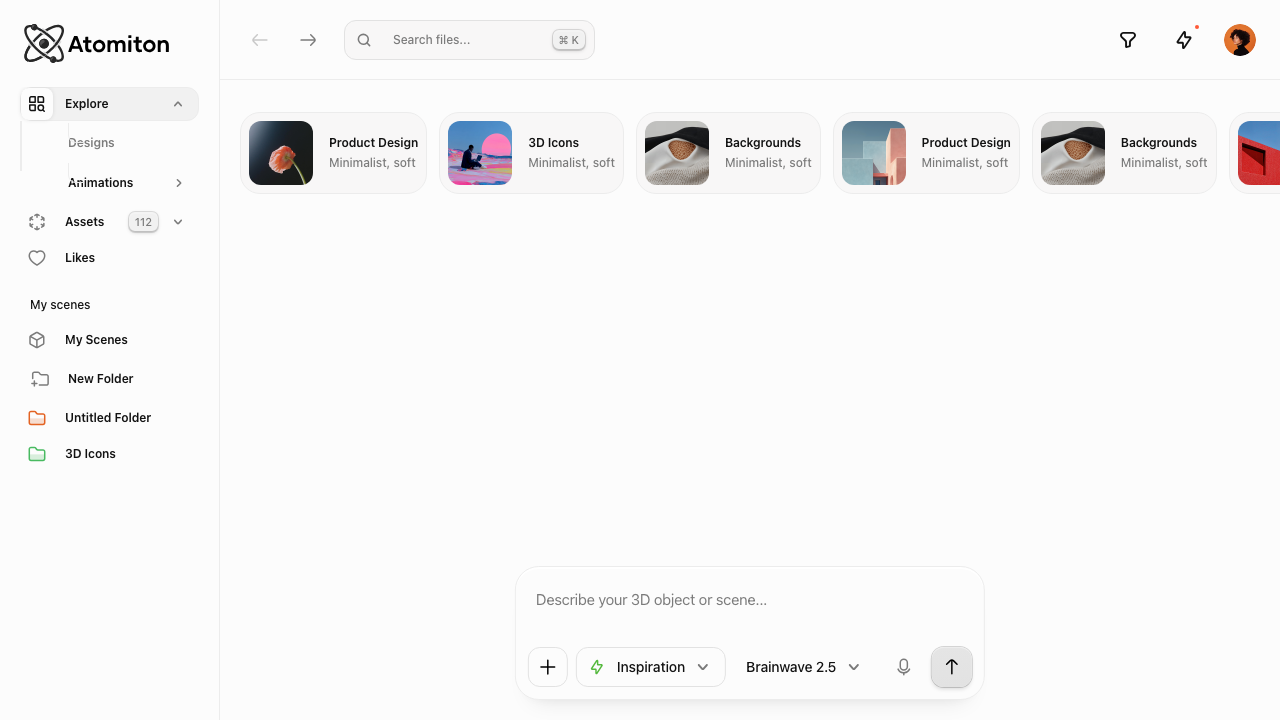 Atomiton
Search files...
⌘ K
Explore
Designs
Animations
Assets
112
Likes
My scenes
My Scenes
New Folder
Untitled Folder
3D Icons
Product Design
Minimalist, soft
3D Icons
Minimalist, soft
Backgrounds
Minimalist, soft
Product Design
Minimalist, soft
Backgrounds
Minimalist, soft
Describe your 3D object or scene...
Inspiration
Brainwave 2.5